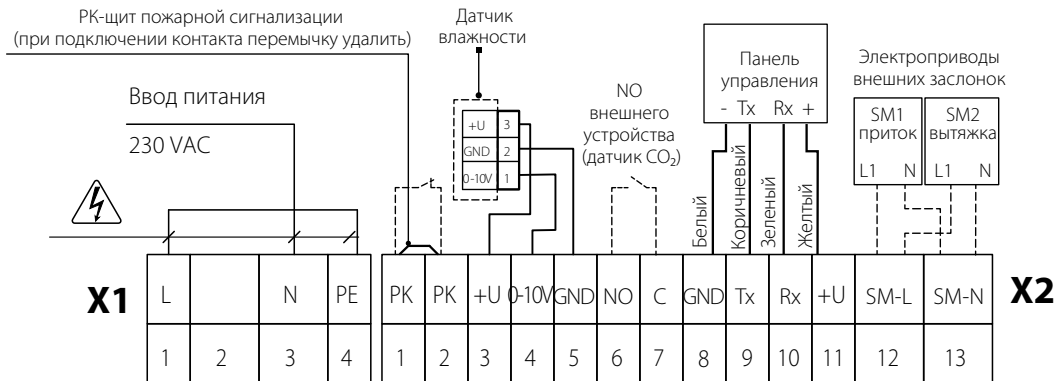 PK-щит пожарной сигнализации
(при подключении контакта перемычку удалить)
Датчик
влажности
Ввод питания
230 VAC
+U 3
GND 2
0-10V 1
NO
внешнего
устройства
(датчик CO₂)
Панель
управления
- Tx Rx +
Белый
Коричневый
Зеленый
Желтый
Электроприводы
внешних заслонок
SM1
приток
L1 N
SM2
вытяжка
L1 N
X1
L N PE
1 2 3 4
PK PK +U 0-10V GND NO C GND Tx Rx +U SM-L SM-N
1 2 3 4 5 6 7 8 9 10 11 12 13
X2